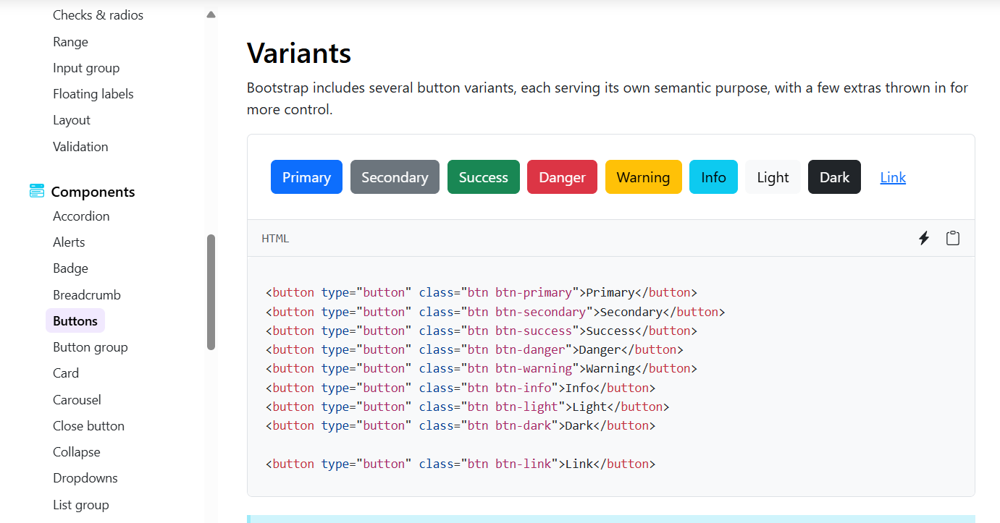 Checks & radios
Range
Input group
Floating labels
Layout
Validation
Components
Accordion
Alerts
Badge
Breadcrumb
Buttons
Button group
Card
Carousel
Close button
Collapse
Dropdowns
List group
Variants
Bootstrap includes several button variants, each serving its own semantic purpose, with a few extras thrown in for
more control.
Primary Secondary Success Danger Warning Info Light Dark Link
HTML
<button type="button" class="btn btn-primary">Primary</button>
<button type="button" class="btn btn-secondary">Secondary</button>
<button type="button" class="btn btn-success">Success</button>
<button type="button" class="btn btn-danger">Danger</button>
<button type="button" class="btn btn-warning">Warning</button>
<button type="button" class="btn btn-info">Info</button>
<button type="button" class="btn btn-light">Light</button>
<button type="button" class="btn btn-dark">Dark</button>
<button type="button" class="btn btn-link">Link</button>